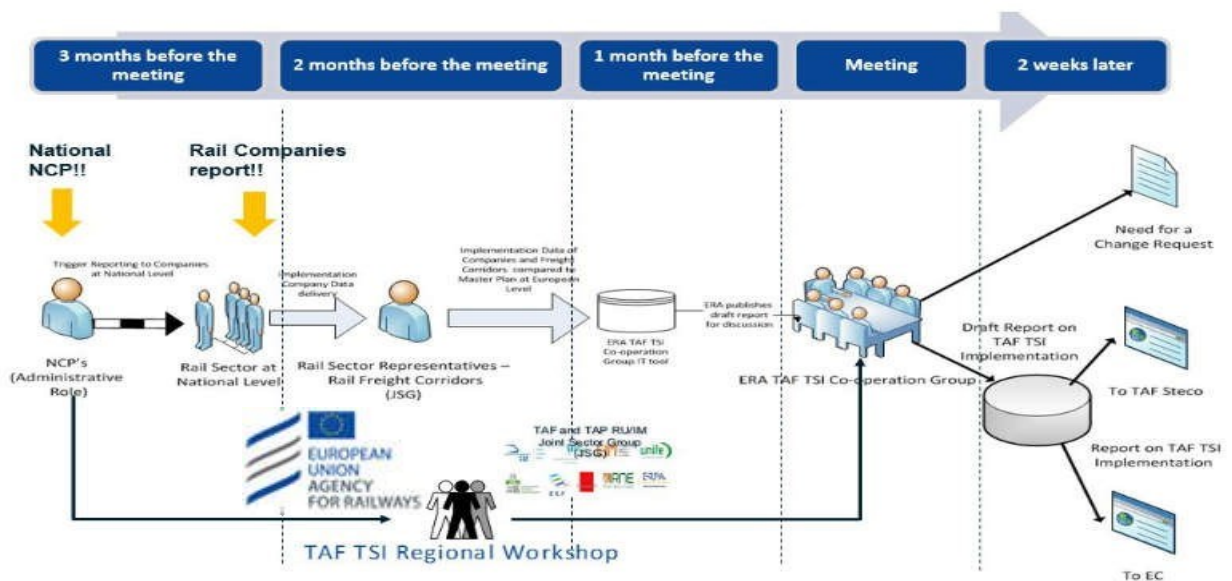 3 months before the
meeting
2 months before the meeting
1 month before the
meeting
Meeting
2 weeks later
National
NCP!!
Rail Companies
report!!
Trigger Reporting to Companies
at National Level
Implementation
Company Data
delivery
Implementation Data of
Companies and Freight
Corridors compared to
Master Plan at European
Level
ERA publishes
draft report
for discussion
Need for a
Change Request
NCP's
(Administrative
Role)
Rail Sector at
National Level
Rail Sector Representatives –
Rail Freight Corridors
(JSG)
ERA TAF TSI
Co-operation
Group IT tool
ERA TAF TSI Co-operation Group
Draft Report on
TAF TSI
Implementation
To TAF Steco
Report on TAF TSI
Implementation
To EC
EUROPEAN
UNION
AGENCY
FOR RAILWAYS
TAF and TAP RU/IM
Joint Sector Group
(JSG)
unife
ERFA
TAF TSI Regional Workshop